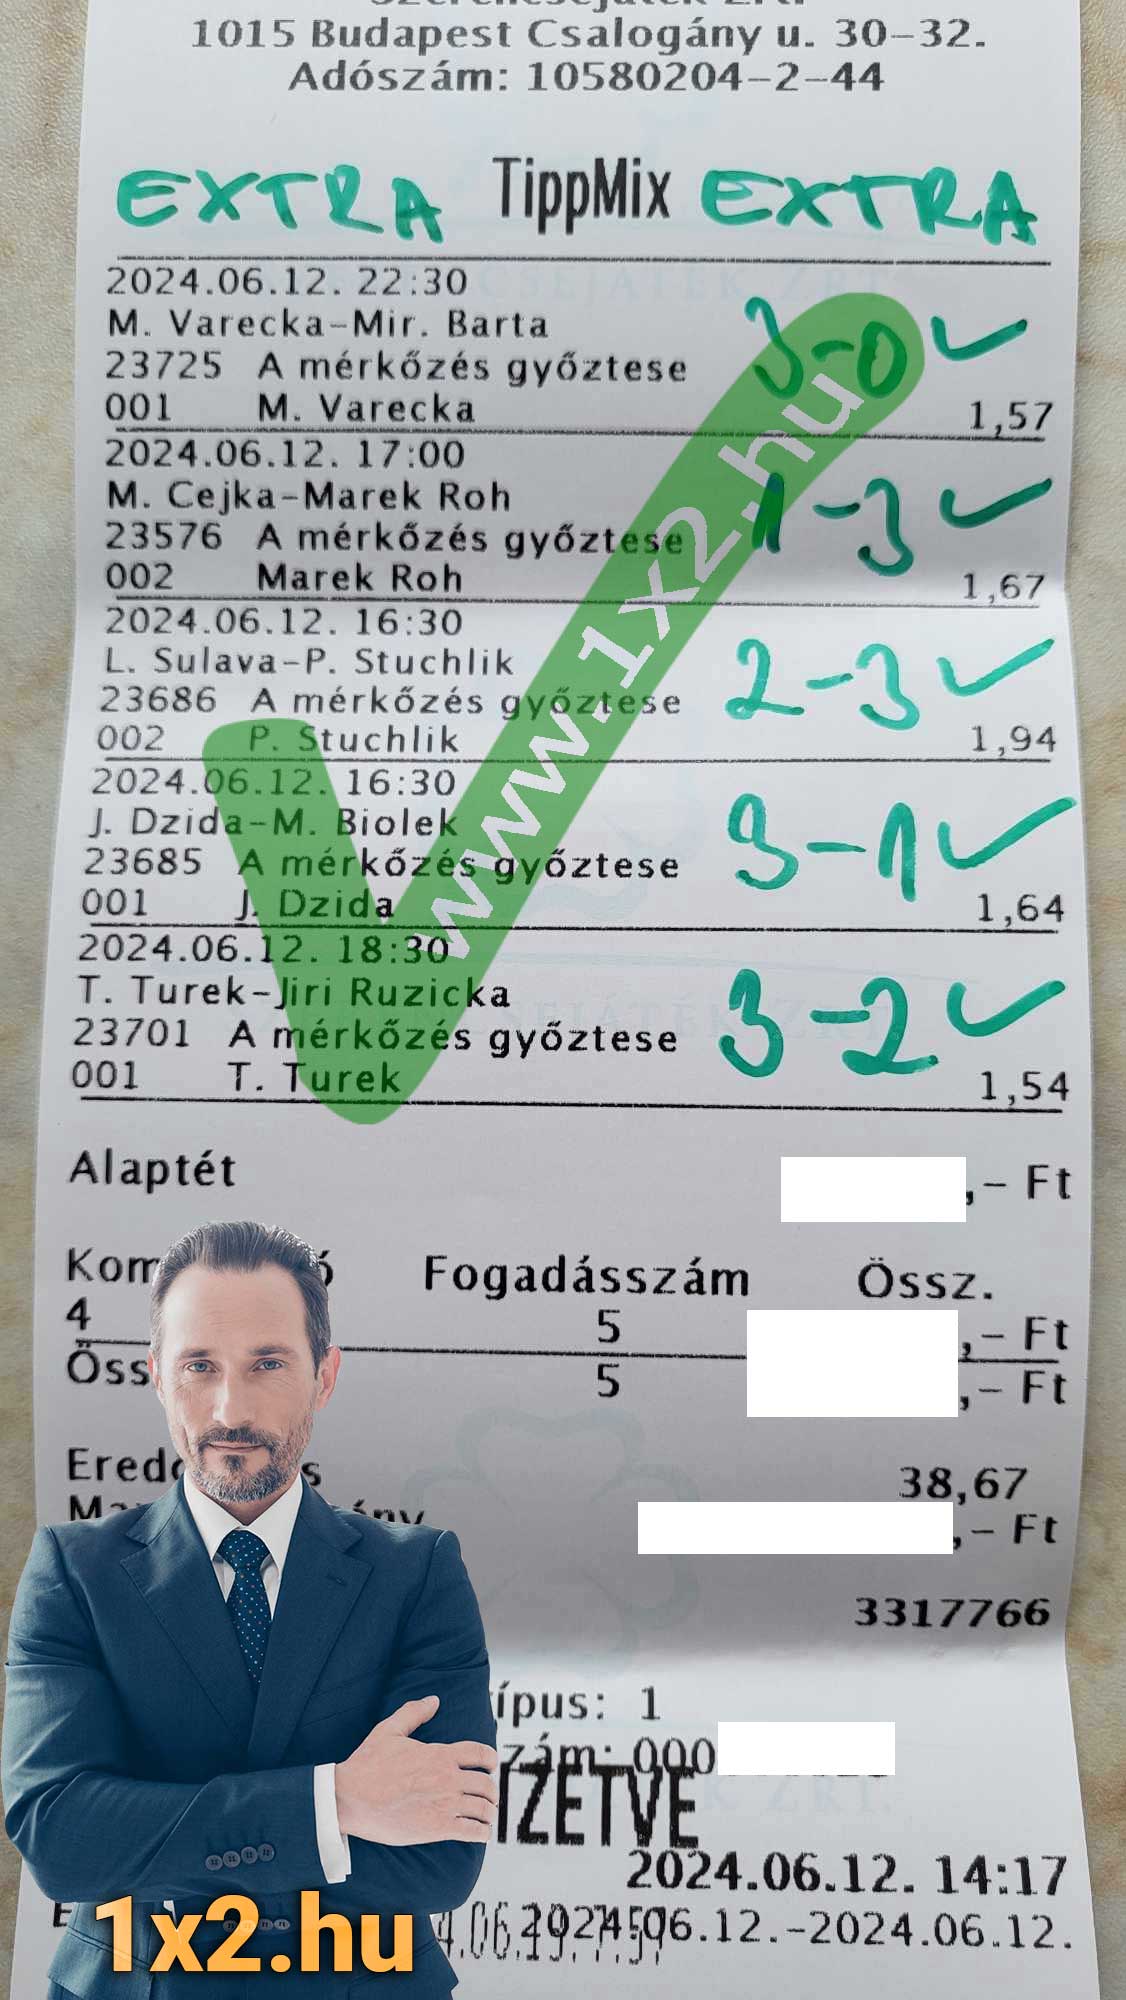 1015 Budapest Csalogány u. 30-32.
Adószám: 10580204-2-44
EXTRA TippMix EXTRA
2024.06.12. 22:30
M. Varecka-Mir. Barta
23725 A mérkőzés győztese 3-0
001 M. Varecka 1,57
2024.06.12. 17:00
M. Cejka-Marek Roh
23576 A mérkőzés győztese 1-3
002 Marek Roh 1,67
2024.06.12. 16:30
L. Sulava-P. Stuchlik
23686 A mérkőzés győztese 2-3
002 P. Stuchlik 1,94
2024.06.12. 16:30
J. Dzida-M. Biolek
23685 A mérkőzés győztese 3-1
001 J. Dzida 1,64
2024.06.12. 18:30
T. Turek-Jiri Ruzicka
23701 A mérkőzés győztese 3-2
001 T. Turek 1,54
www.1x2.hu
Alaptét ,- Ft
Fogadásszám Össz.
4 5 ,- Ft
5 ,- Ft
38,67
,- Ft
3317766
ípus: 1
zám: 000
IZETVE
2024.06.12. 14:17
2024.06.12.-2024.06.12.
1x2.hu